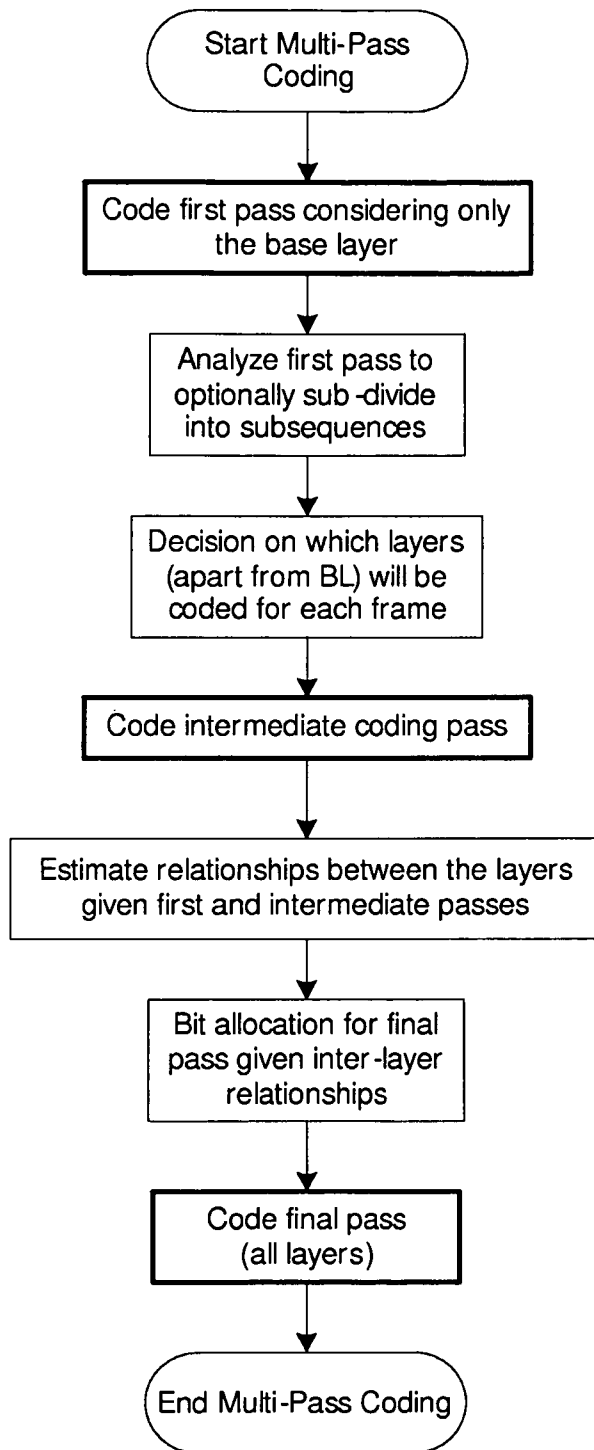 Start Multi-Pass
Coding
Code first pass considering only
the base layer
Analyze first pass to
optionally sub-divide
into subsequences
Decision on which layers
(apart from BL) will be
coded for each frame
Code intermediate coding pass
Estimate relationships between the layers
given first and intermediate passes
Bit allocation for final
pass given inter-layer
relationships
Code final pass
(all layers)
End Multi-Pass Coding